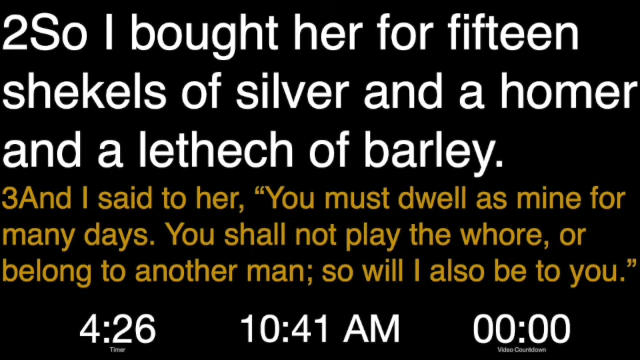 2So I bought her for fifteen
shekels of silver and a homer
and a lethech of barley.
3And I said to her, “You must dwell as mine for
many days. You shall not play the whore, or
belong to another man; so will I also be to you.”
4:26 10:41 AM 00:00
Timer Video Countdown